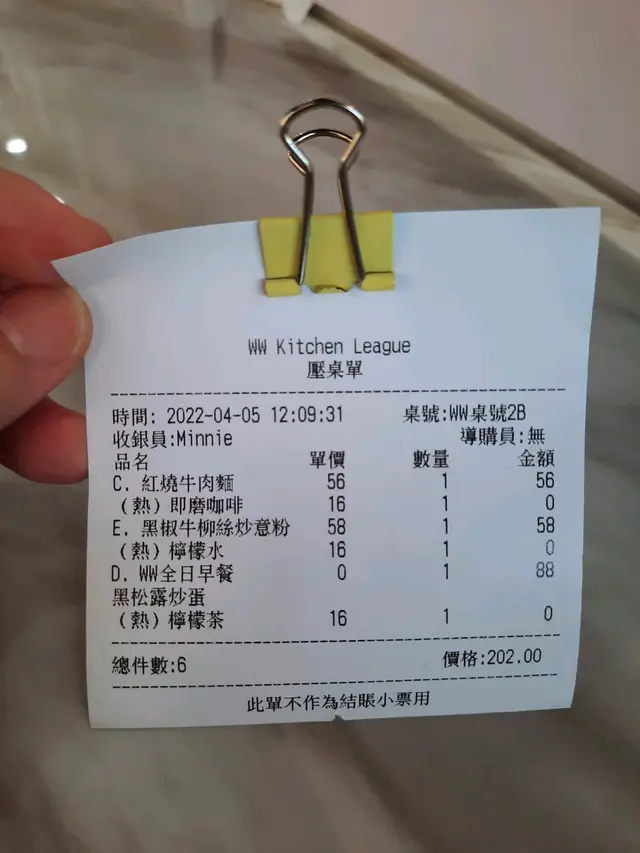 WW Kitchen League
壓桌單
時間: 2022-04-05 12:09:31 桌號:WW桌號2B
收銀員:Minnie 導購員:無
品名 單價 數量 金額
C. 紅燒牛肉麵 56 1 56
(熱) 即磨咖啡 16 1 0
E. 黑椒牛柳絲炒意粉 58 1 58
(熱) 檸檬水 16 1 0
D. WW全日早餐 0 1 88
黑松露炒蛋
(熱) 檸檬茶 16 1 0
總件數:6 價格:202.00
此單不作為結賬小票用